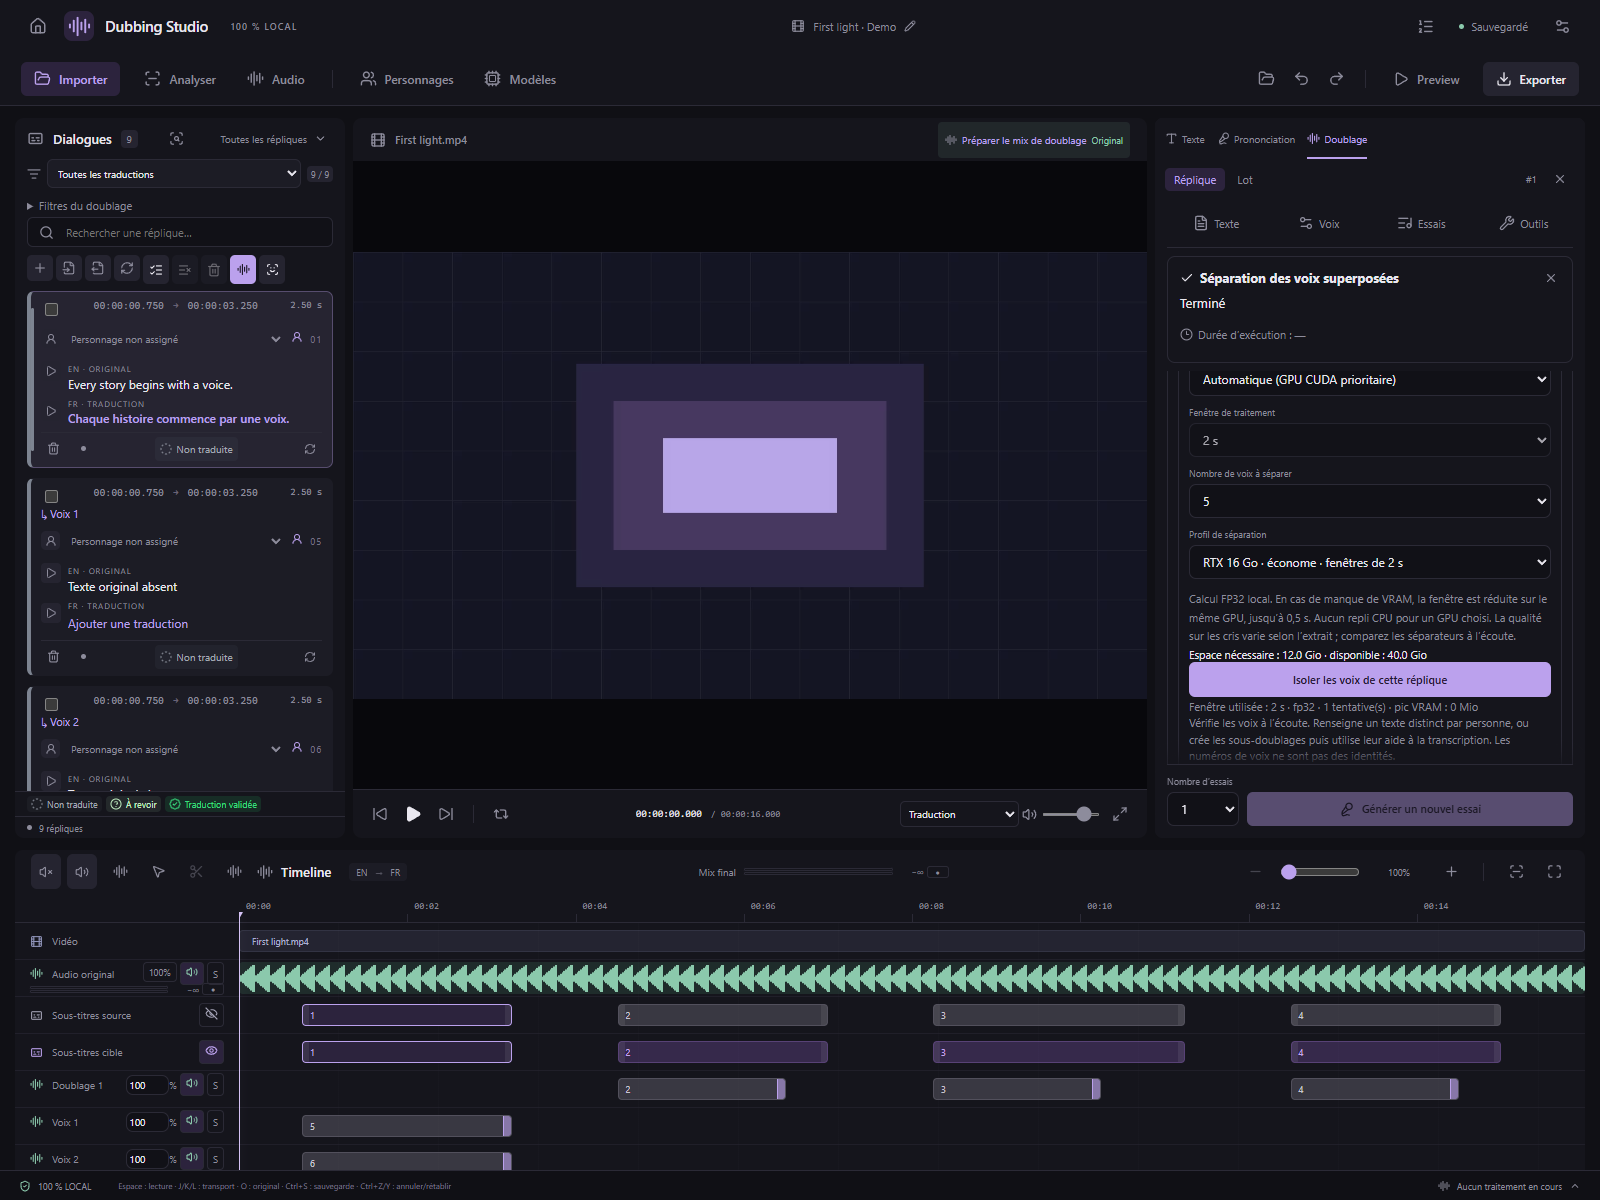 Dubbing Studio
100 % LOCAL
First light · Demo
Sauvegardé
Importer
Analyser
Audio
Personnages
Modèles
Preview
Exporter
Dialogues
9
Toutes les répliques
Toutes les traductions
9 / 9
Filtres du doublage
Rechercher une réplique...
00:00:00.750 → 00:00:03.250
2.50 s
Personnage non assigné
01
EN · ORIGINAL
Every story begins with a voice.
FR · TRADUCTION
Chaque histoire commence par une voix.
Non traduite
00:00:00.750 → 00:00:03.250
2.50 s
↳ Voix 1
Personnage non assigné
05
EN · ORIGINAL
Texte original absent
FR · TRADUCTION
Ajouter une traduction
Non traduite
00:00:00.750 → 00:00:03.250
2.50 s
↳ Voix 2
Personnage non assigné
06
EN · ORIGINAL
Non traduite
À revoir
Traduction validée
9 répliques
First light.mp4
Préparer le mix de doublage Original
00:00:00.000 / 00:00:16.000
Traduction
Texte
Prononciation
Doublage
Réplique
Lot
#1
Texte
Voix
Essais
Outils
Séparation des voix superposées
Terminé
Durée d'exécution : —
Automatique (GPU CUDA prioritaire)
Fenêtre de traitement
2 s
Nombre de voix à séparer
5
Profil de séparation
RTX 16 Go · économe · fenêtres de 2 s
Calcul FP32 local. En cas de manque de VRAM, la fenêtre est réduite sur le
même GPU, jusqu'à 0,5 s. Aucun repli CPU pour un GPU choisi. La qualité
sur les cris varie selon l'extrait ; comparez les séparateurs à l'écoute.
Espace nécessaire : 12.0 Gio · disponible : 40.0 Gio
Isoler les voix de cette réplique
Fenêtre utilisée : 2 s · fp32 · 1 tentative(s) · pic VRAM : 0 Mio
Vérifie les voix à l'écoute. Renseigne un texte distinct par personne, ou
crée les sous-doublages puis utilise leur aide à la transcription. Les
numéros de voix ne sont pas des identités.
Nombre d'essais
1
Générer un nouvel essai
Timeline
EN → FR
Mix final
-∞
100%
00:00
00:02
00:04
00:06
00:08
00:10
00:12
00:14
Vidéo
First light.mp4
Audio original
100%
S
-∞
Sous-titres source
1
2
3
4
Sous-titres cible
1
2
3
4
Doublage 1
100 %
S
2
3
4
Voix 1
100 %
S
5
Voix 2
100 %
S
6
100 % LOCAL
Espace : lecture · J/K/L : transport · O : original · Ctrl+S : sauvegarde · Ctrl+Z/Y : annuler/rétablir
Aucun traitement en cours